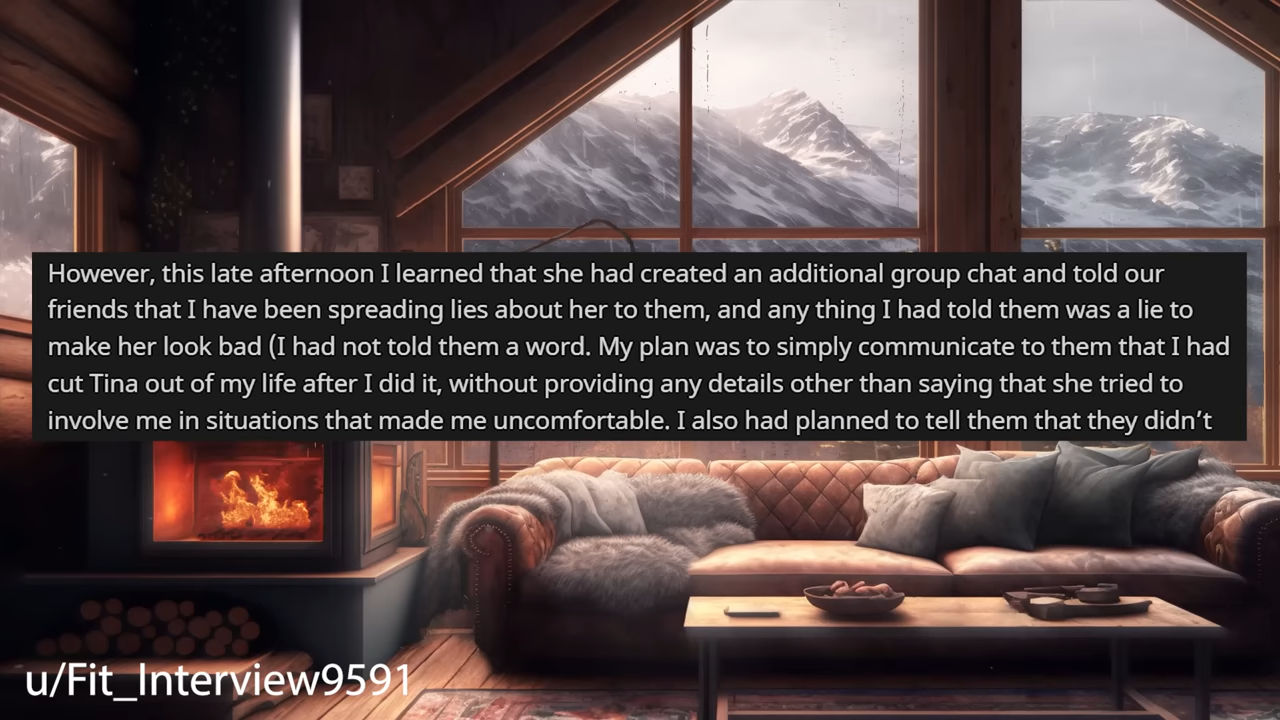 However, this late afternoon I learned that she had created an additional group chat and told our
friends that I have been spreading lies about her to them, and any thing I had told them was a lie to
make her look bad (I had not told them a word. My plan was to simply communicate to them that I had
cut Tina out of my life after I did it, without providing any details other than saying that she tried to
involve me in situations that made me uncomfortable. I also had planned to tell them that they didn’t
u/Fit_Interview9591